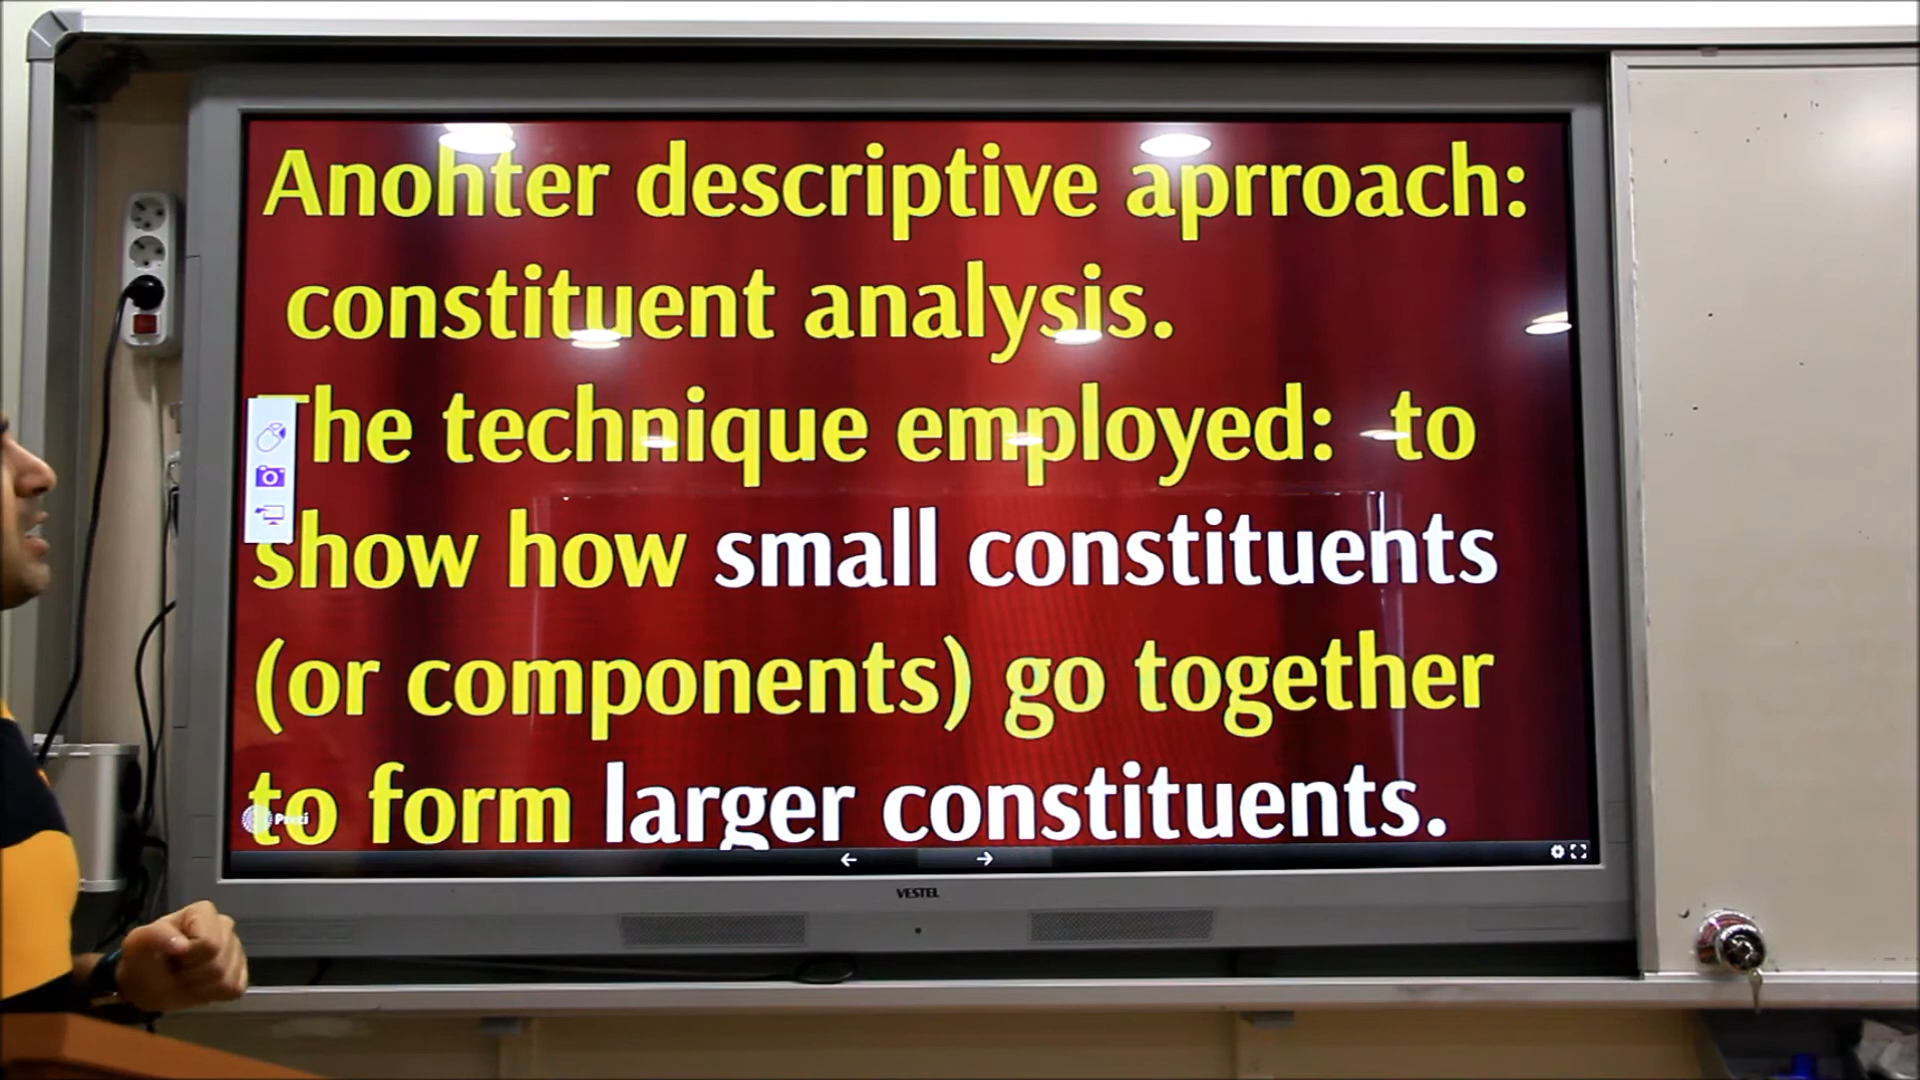 Anohter descriptive aprroach:
constituent analysis.
The technique employed: to
show how small constituents
(or components) go together
to form larger constituents.
Prezi
VESTEL